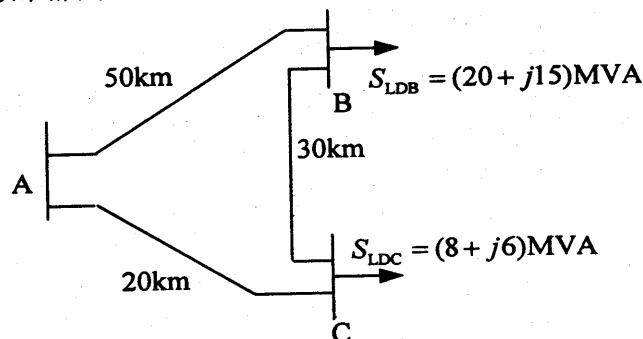 50km
S_LDB = (20 + j15)MVA
B
30km
A
S_LDC = (8 + j6)MVA
20km
C